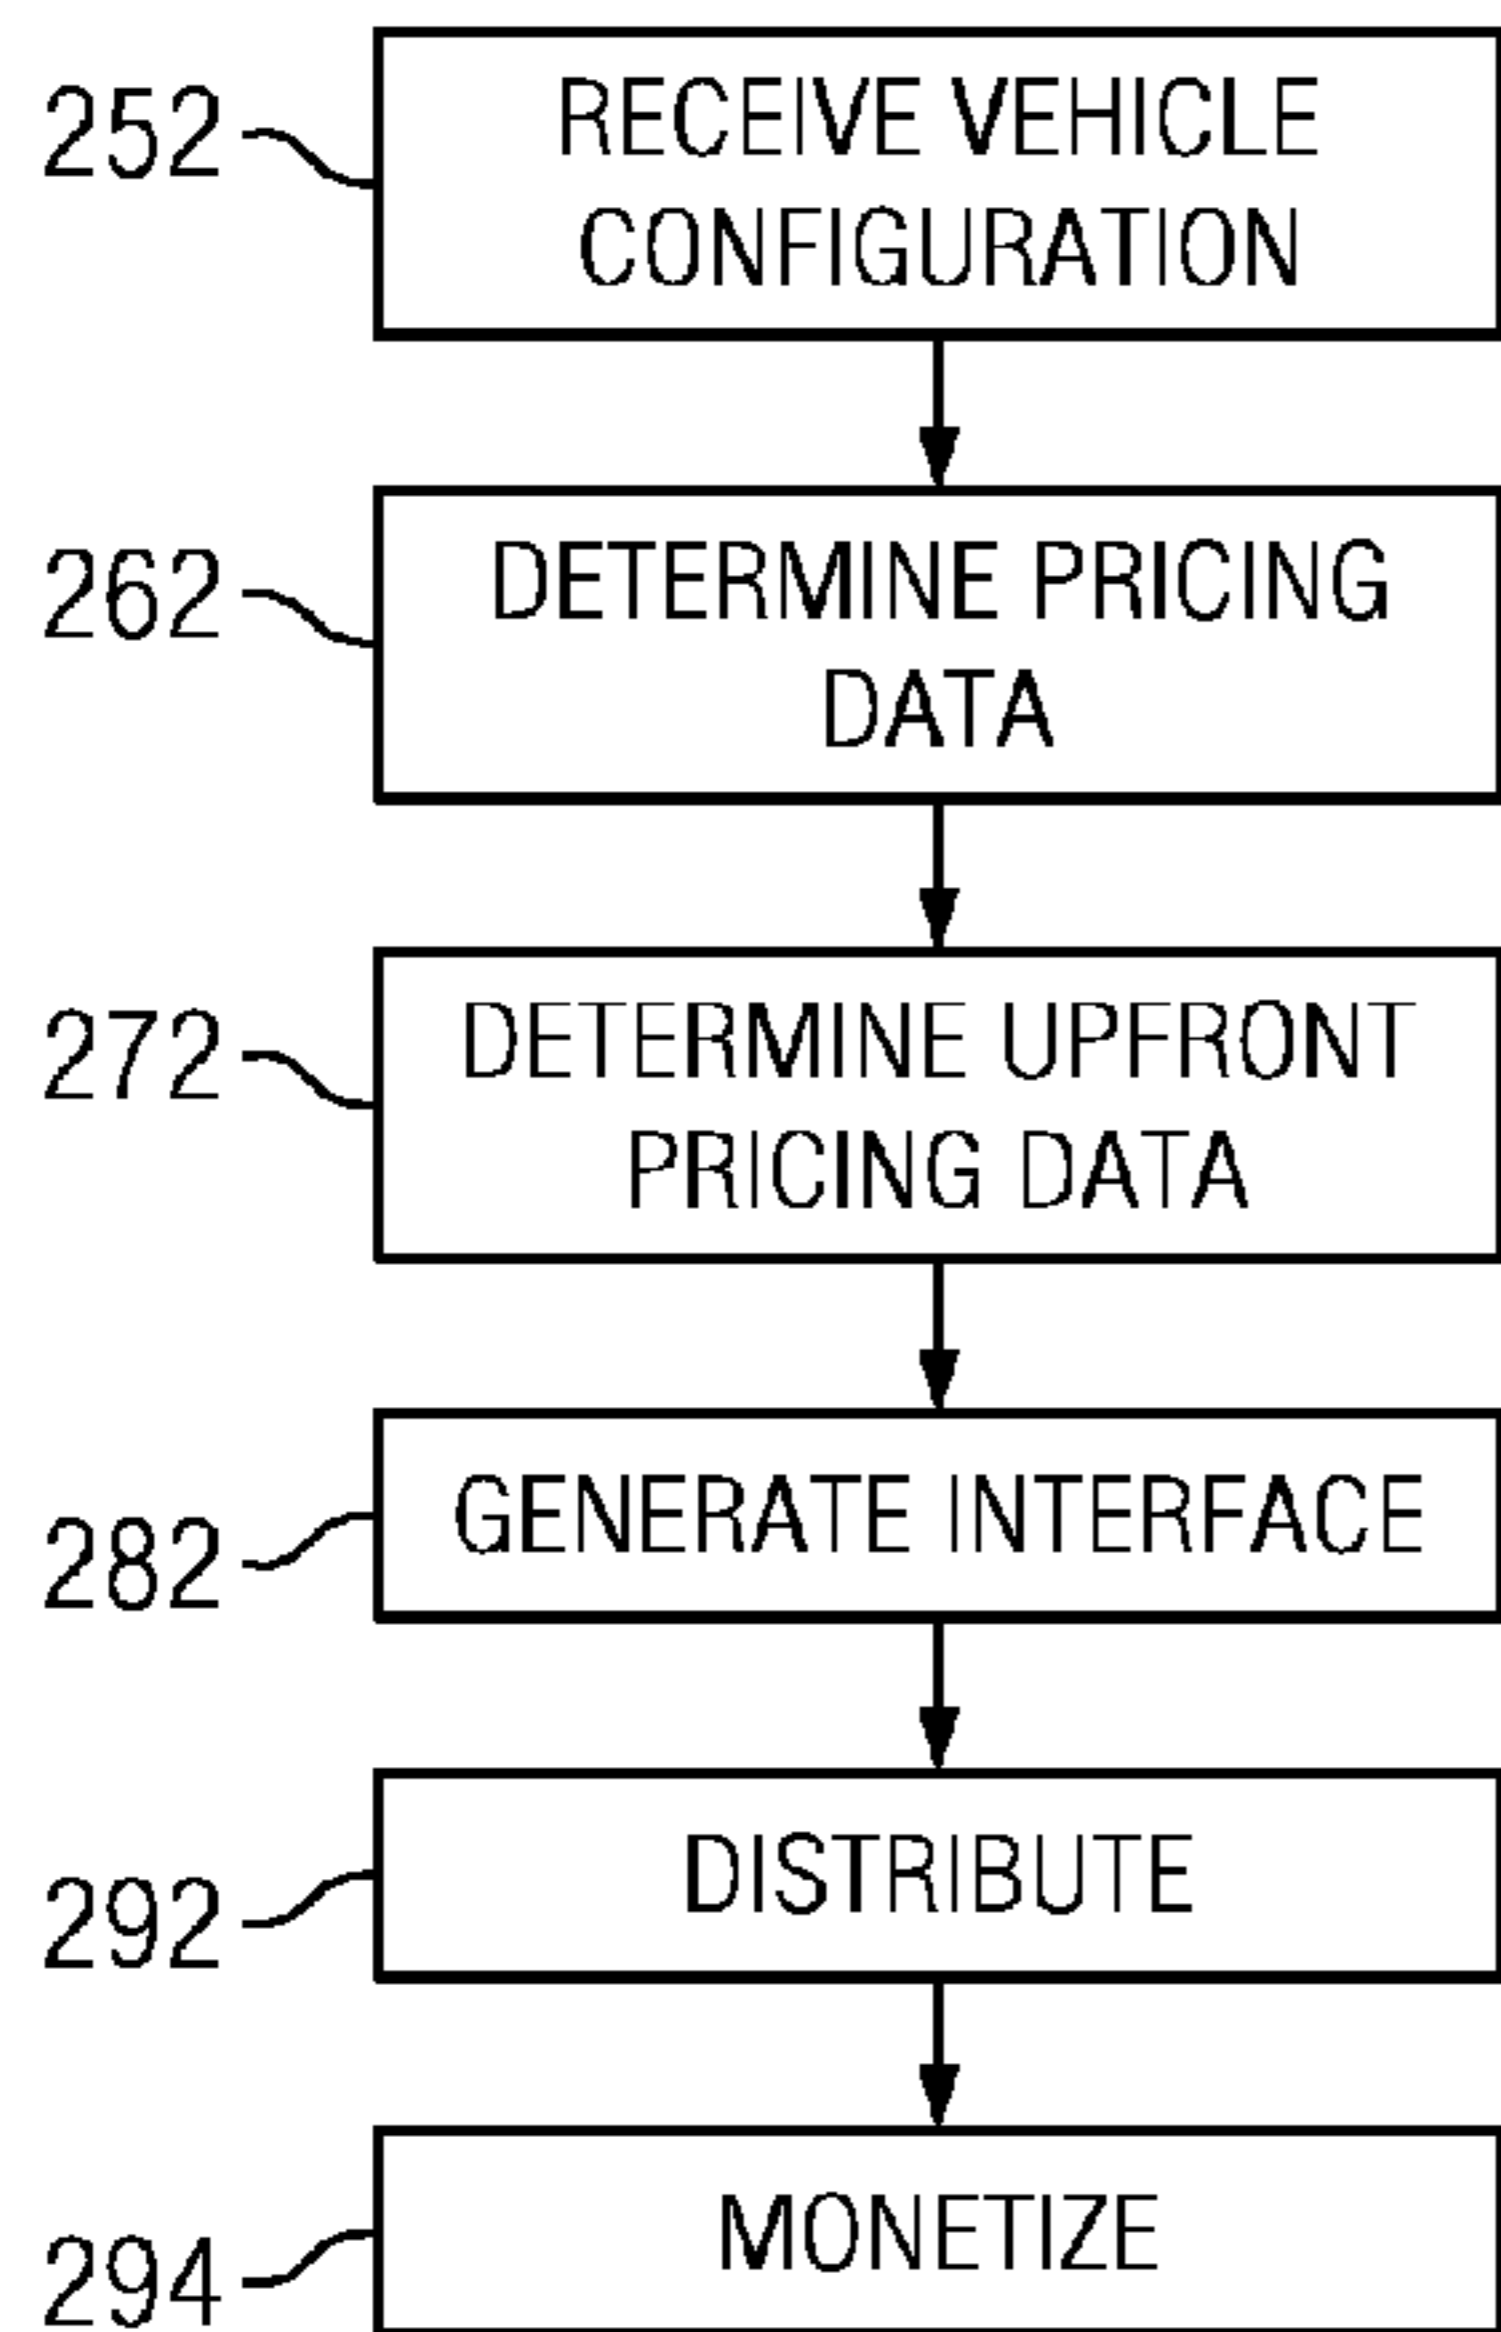 252
RECEIVE VEHICLE
CONFIGURATION
262
DETERMINE PRICING
DATA
272
DETERMINE UPFRONT
PRICING DATA
282
GENERATE INTERFACE
292
DISTRIBUTE
294
MONETIZE